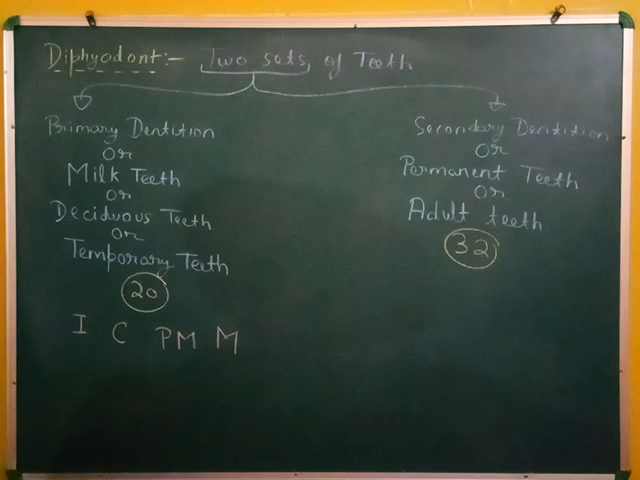 Diphyodont:- Two sets of Teeth
Primary Dentition
Or
Milk Teeth
or
Deciduous Teeth
or
Temporary Teeth
20
I C PM M
Secondary Dentition
OR
Permanent Teeth
OR
Adult teeth
32